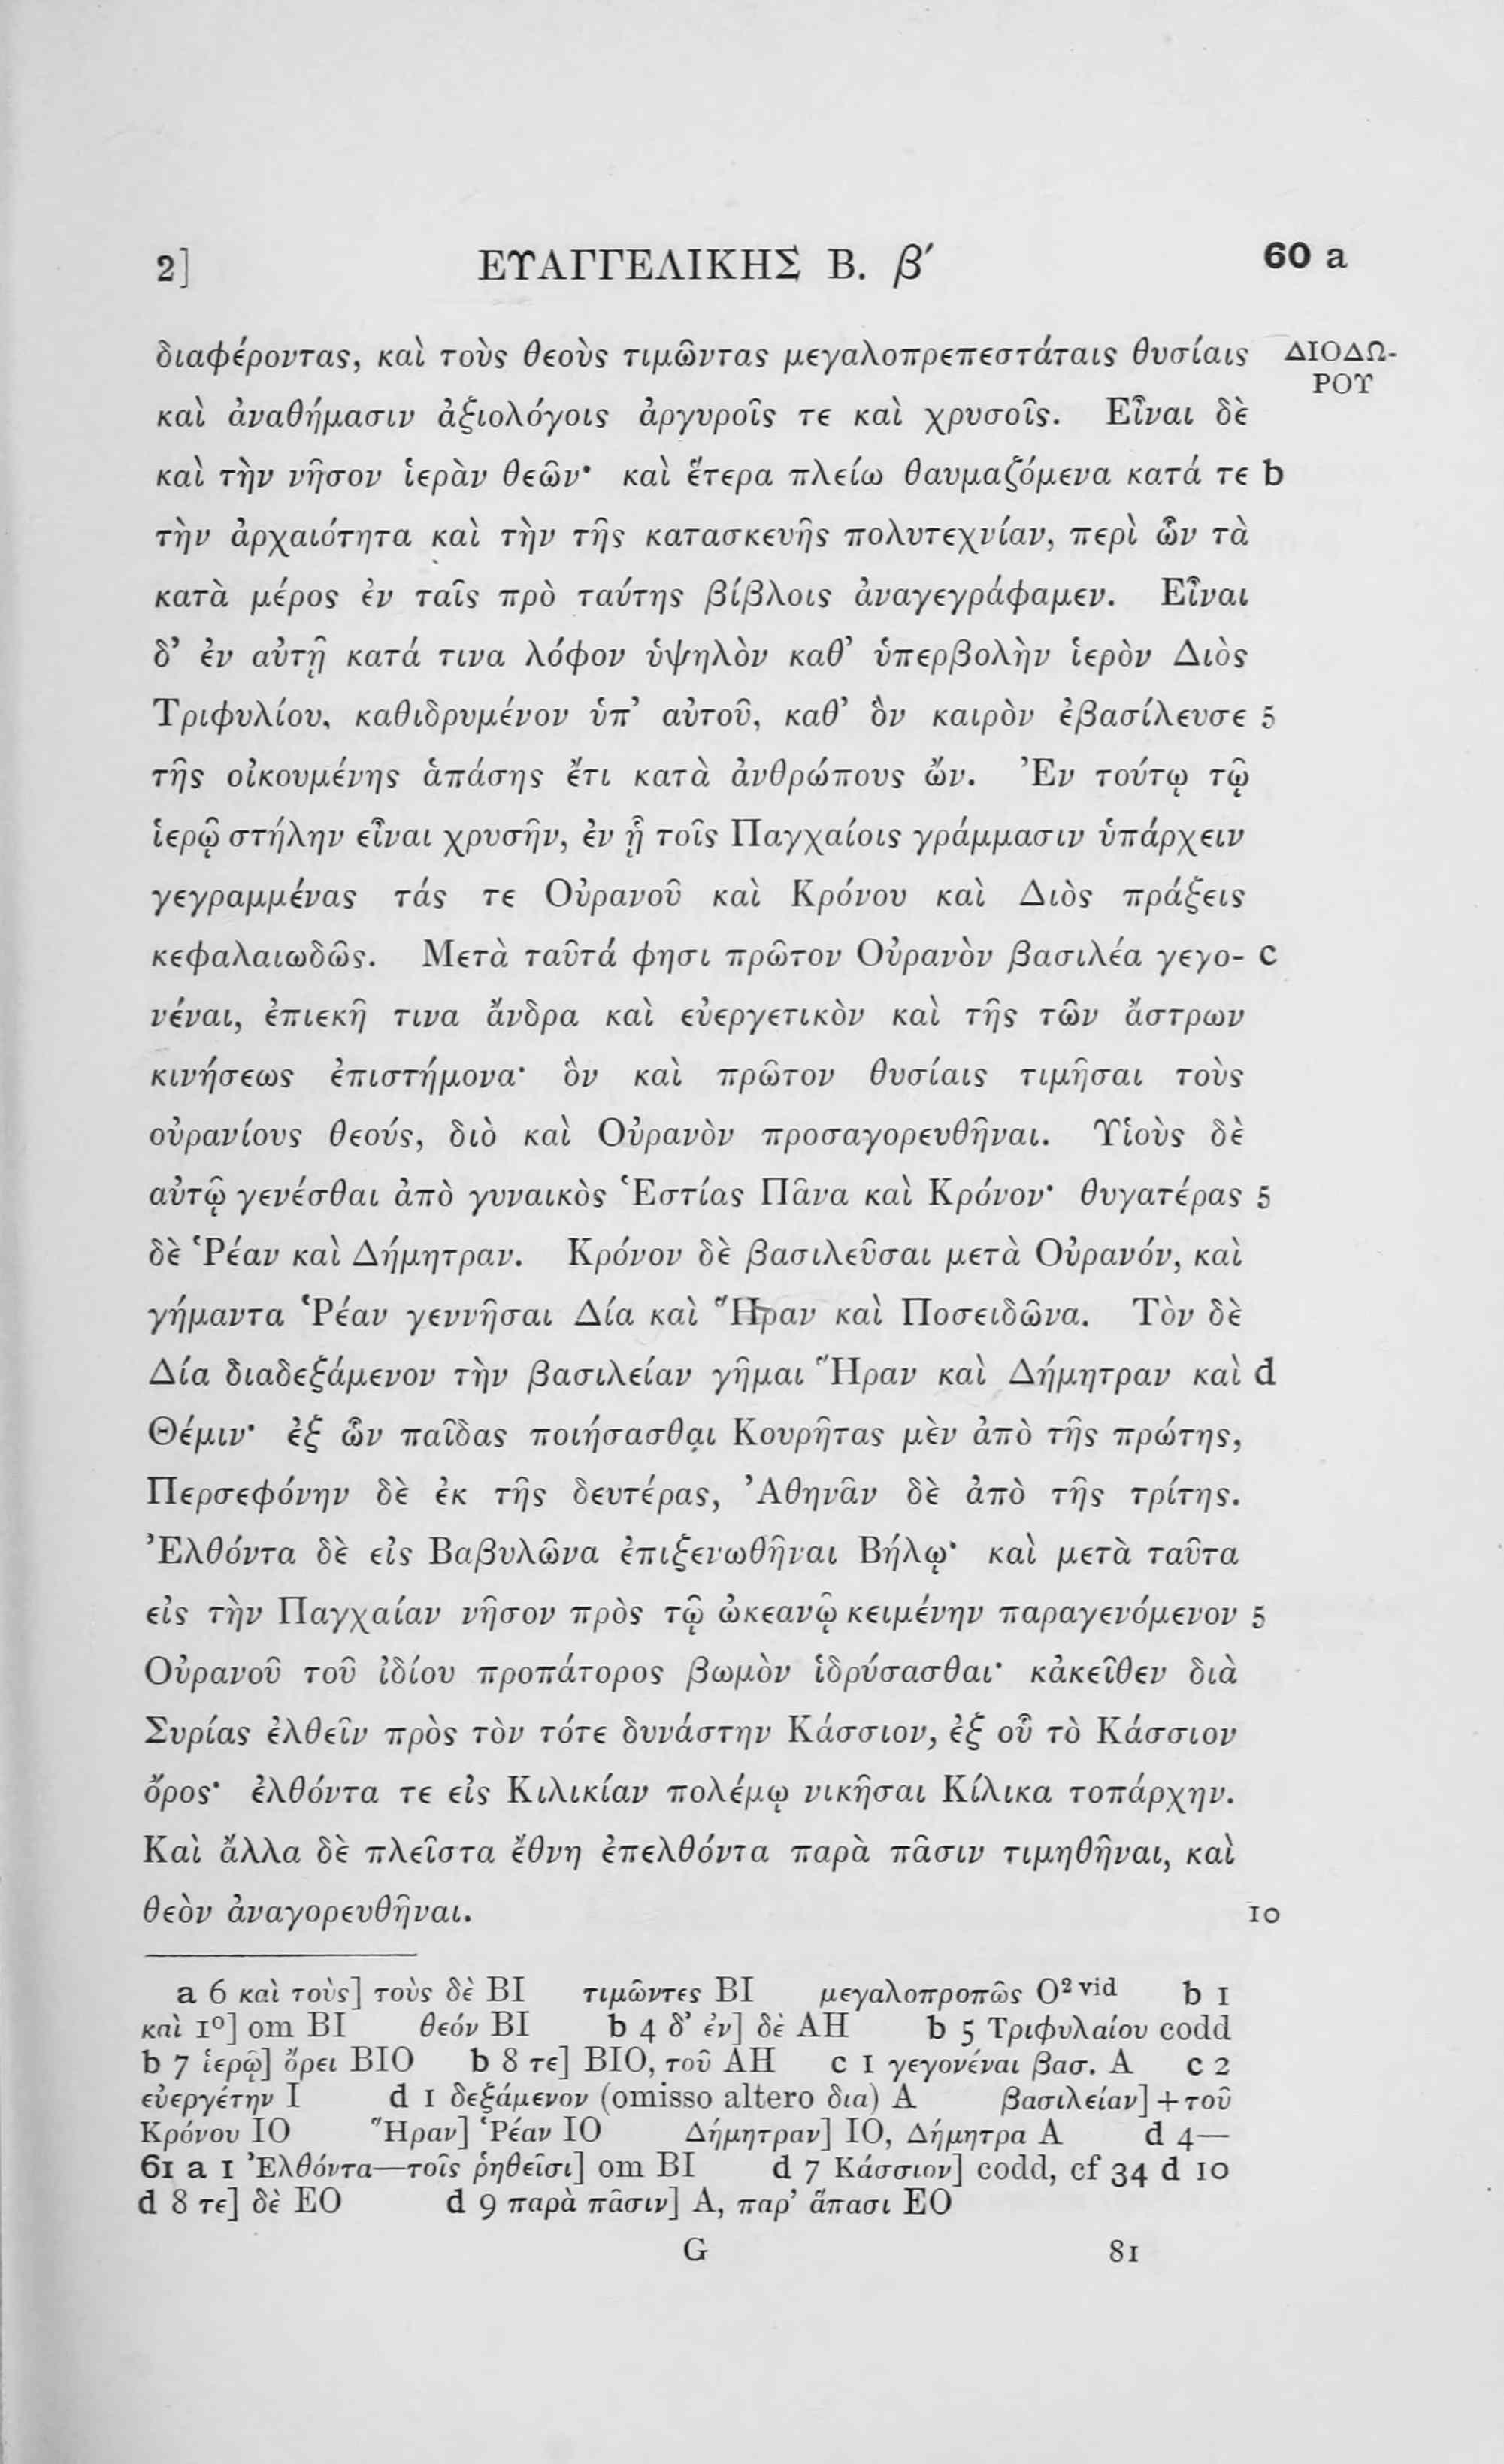 2] ΕΥΑΓΓΕΛΙΚΗΣ Β. β′ 60 a
διαφέροντας, καὶ τοὺς θεοὺς τιμῶντας μεγαλοπρεπεστάταις θυσίαις ΔΙΟΔΩ-
ΡΟΥ
καὶ ἀναθήμασιν ἀξιολόγοις ἀργυροῖς τε καὶ χρυσοῖς. Εἶναι δὲ
καὶ τὴν νῆσον ἱερὰν θεῶν· καὶ ἕτερα πλείω θαυμαζόμενα κατά τε b
τὴν ἀρχαιότητα καὶ τὴν τῆς κατασκευῆς πολυτεχνίαν, περὶ ὧν τὰ
κατὰ μέρος ἐν ταῖς πρὸ ταύτης βίβλοις ἀναγεγράφαμεν. Εἶναι
δ’ ἐν αὐτῇ κατά τινα λόφον ὑψηλὸν καθ’ ὑπερβολὴν ἱερὸν Διὸς
Τριφυλίου, καθιδρυμένον ὑπ’ αὐτοῦ, καθ’ ὃν καιρὸν ἐβασίλευσε 5
τῆς οἰκουμένης ἁπάσης ἔτι κατὰ ἀνθρώπους ὤν. Ἐν τούτῳ τῷ
ἱερῷ στήλην εἶναι χρυσῆν, ἐν ᾗ τοῖς Παγχαίοις γράμμασιν ὑπάρχειν
γεγραμμένας τάς τε Οὐρανοῦ καὶ Κρόνου καὶ Διὸς πράξεις
κεφαλαιωδῶς. Μετὰ ταῦτά φησι πρῶτον Οὐρανὸν βασιλέα γεγο- c
νέναι, ἐπιεκῆ τινα ἄνδρα καὶ εὐεργετικὸν καὶ τῆς τῶν ἄστρων
κινήσεως ἐπιστήμονα· ὃν καὶ πρῶτον θυσίαις τιμῆσαι τοὺς
οὐρανίους θεούς, διὸ καὶ Οὐρανὸν προσαγορευθῆναι. Υἱοὺς δὲ
αὐτῷ γενέσθαι ἀπὸ γυναικὸς Ἑστίας Πᾶνα καὶ Κρόνον· θυγατέρας 5
δὲ Ῥέαν καὶ Δήμητραν. Κρόνον δὲ βασιλεῦσαι μετὰ Οὐρανόν, καὶ
γήμαντα Ῥέαν γεννῆσαι Δία καὶ Ἥραν καὶ Ποσειδῶνα. Τὸν δὲ
Δία διαδεξάμενον τὴν βασιλείαν γῆμαι Ἥραν καὶ Δήμητραν καὶ d
Θέμιν· ἐξ ὧν παῖδας ποιήσασθαι Κουρῆτας μὲν ἀπὸ τῆς πρώτης,
Περσεφόνην δὲ ἐκ τῆς δευτέρας, Ἀθηνᾶν δὲ ἀπὸ τῆς τρίτης.
Ἐλθόντα δὲ εἰς Βαβυλῶνα ἐπιξενωθῆναι Βήλῳ· καὶ μετὰ ταῦτα
εἰς τὴν Παγχαίαν νῆσον πρὸς τῷ ὠκεανῷ κειμένην παραγενόμενον 5
Οὐρανοῦ τοῦ ἰδίου προπάτορος βωμὸν ἱδρύσασθαι· κἀκεῖθεν διὰ
Συρίας ἐλθεῖν πρὸς τὸν τότε δυνάστην Κάσσιον, ἐξ οὗ τὸ Κάσσιον
ὄρος· ἐλθόντα τε εἰς Κιλικίαν πολέμῳ νικῆσαι Κίλικα τοπάρχην.
Καὶ ἄλλα δὲ πλεῖστα ἔθνη ἐπελθόντα παρὰ πᾶσιν τιμηθῆναι, καὶ
θεὸν ἀναγορευθῆναι. 10
a 6 καὶ τοὺς] τοὺς δὲ BI τιμῶντες BI μεγαλοπροπῶς O² vid b 1
καὶ 1º] om BI θεόν BI b 4 δ’ ἐν] δὲ AH b 5 Τριφυλαίου codd
b 7 ἱερῷ] ὄρει BIO b 8 τε] BIO, τοῦ AH c 1 γεγονέναι βασ. A c 2
εὐεργέτην I d 1 δεξάμενον (omisso altero δια) A βασιλείαν] + τοῦ
Κρόνου IO Ἥραν] Ῥέαν IO Δήμητραν] IO, Δήμητρα A d 4—
61 a 1 Ἐλθόντα—τοῖς ῥηθεῖσι] om BI d 7 Κάσσιον] codd, cf 34 d 10
d 8 τε] δὲ EO d 9 παρὰ πᾶσιν] A, παρ’ ἅπασι EO
G 81